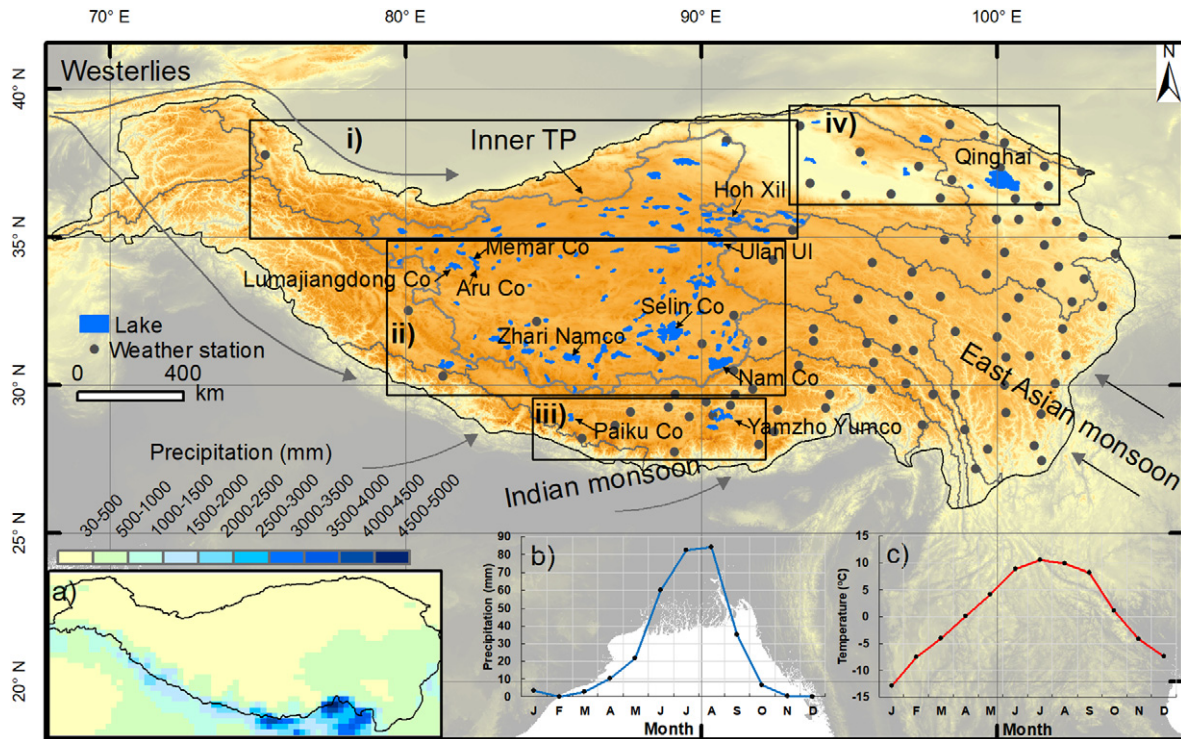 70° E
80° E
90° E
100° E
N
40° N
35° N
30° N
25° N
20° N
Westerlies
i)
Inner TP
iv)
Qinghai
Hoh Xil
Memar Co
Ulan Ul
Lumajiangdong Co
Aru Co
Selin Co
Lake
ii)
Zhari Namco
Weather station
0 400
km
Nam Co
East Asian monsoon
iii)
Paiku Co
Yamzho Yumco
Indian monsoon
Precipitation (mm)
30-500
500-1000
1000-1500
1500-2000
2000-2500
2500-3000
3000-3500
3500-4000
4000-4500
4500-5000
a)
b)
Precipitation (mm)
90
80
70
60
50
40
30
20
10
0
J F M A M J J A S O N D
Month
c)
Temperature (°C)
15
10
5
0
-5
-10
-15
J F M A M J J A S O N D
Month